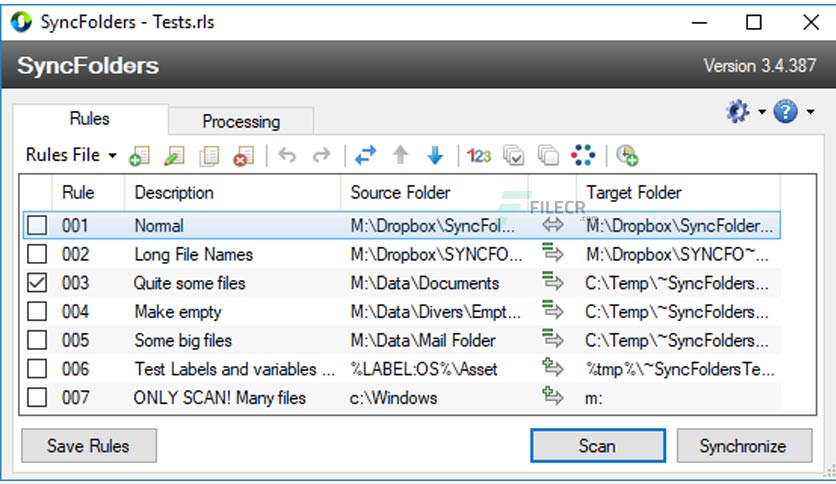 SyncFolders - Tests.rls
SyncFolders Version 3.4.387
Rules Processing
Rules File 123
Rule Description Source Folder Target Folder
FILECR
.com
001 Normal M:\Dropbox\SyncFol... M:\Dropbox\SyncFolder...
002 Long File Names M:\Dropbox\SYNCFO... M:\Dropbox\SYNCFO~...
003 Quite some files M:\Data\Documents C:\Temp\~SyncFolders...
004 Make empty M:\Data\Divers\Empt... C:\Temp\~SyncFolders...
005 Some big files M:\Data\Mail Folder C:\Temp\~SyncFolders...
006 Test Labels and variables ... %LABEL:OS%\Asset %tmp%\~SyncFoldersTe...
007 ONLY SCAN! Many files c:\Windows m:
Save Rules Scan Synchronize